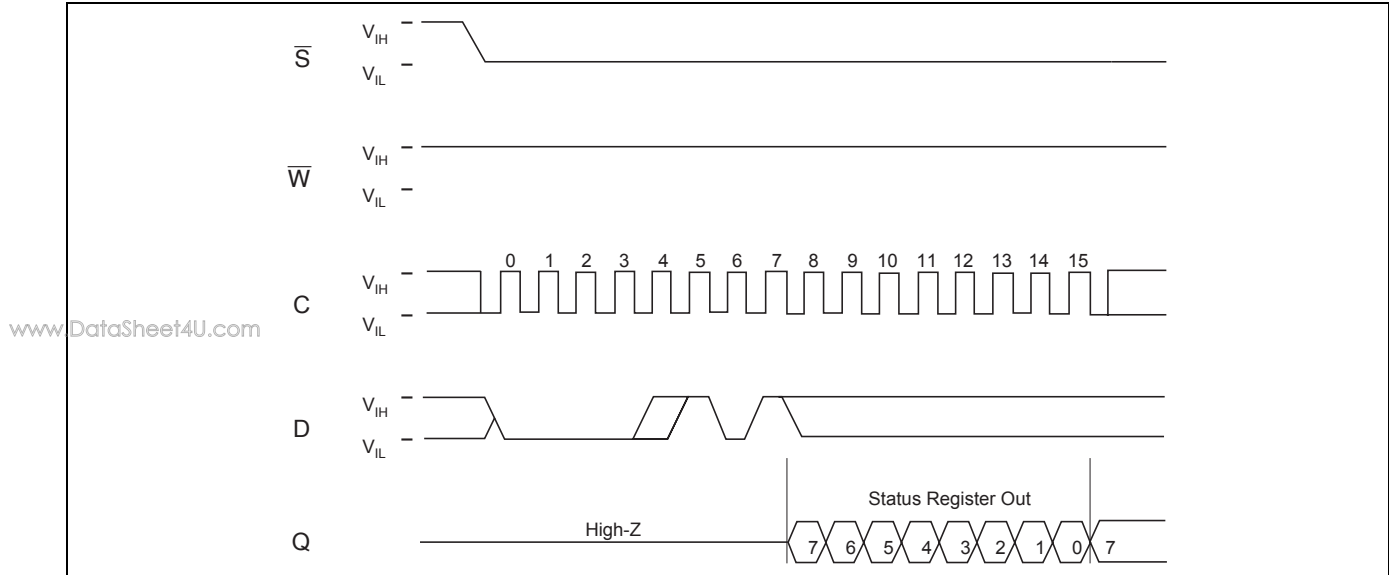 V_IH
S̅
V_IL
V_IH
W̅
V_IL
0 1 2 3 4 5 6 7 8 9 10 11 12 13 14 15
V_IH
C
V_IL
www.DataSheet4U.com
V_IH
D
V_IL
Status Register Out
High-Z
Q
7 6 5 4 3 2 1 0 7